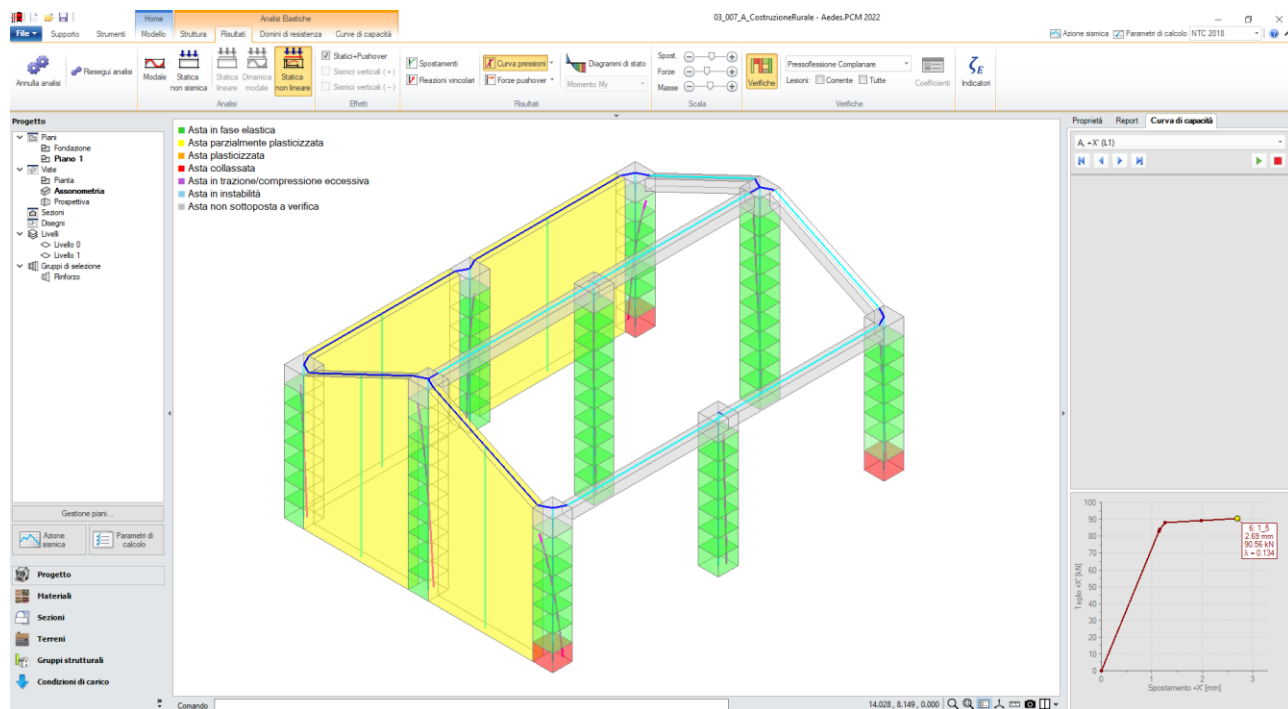 03_007_A_CostruzioneRurale - Aedes.PCM 2022
Home
Analisi Elastiche
File
Supporto
Strumenti
Modello
Struttura
Risultati
Domini di resistenza
Curve di capacità
Azione sismica
Parametri di calcolo
NTC 2018
Annulla analisi
Riesegui analisi
Modale
Statica non sismica
Statica lineare
Dinamica modale
Statica non lineare
Analisi
Statici+Pushover
Sismici verticali (+)
Sismici verticali (−)
Effetti
Spostamenti
Reazioni vincolari
Curva pressioni
Forze pushover
Diagrammi di stato
Momento My
Risultati
Spost.
Forze
Masse
Scala
Verifiche
Pressoflessione Complanare
Lesioni:
Corrente
Tutte
Coefficienti
Verifiche
ζE
Indicatori
Progetto
Piani
Fondazione
Piano 1
Viste
Pianta
Assonometria
Prospettiva
Sezioni
Disegni
Livelli
Livello 0
Livello 1
Gruppi di selezione
Rinforzo
Gestione piani...
Azione sismica
Parametri di calcolo
Progetto
Materiali
Sezioni
Terreni
Gruppi strutturali
Condizioni di carico
Asta in fase elastica
Asta parzialmente plasticizzata
Asta plasticizzata
Asta collassata
Asta in trazione/compressione eccessiva
Asta in instabilità
Asta non sottoposta a verifica
Comando
14.028 , 8.149 , 0.000
Proprietà
Report
Curva di capacità
A, +X' (L1)
100
90
80
70
60
50
40
30
20
10
0
Taglio +X' [kN]
6: 1_5
2.69 mm
90.56 kN
λ = 0.134
0
1
2
3
Spostamento +X' [mm]